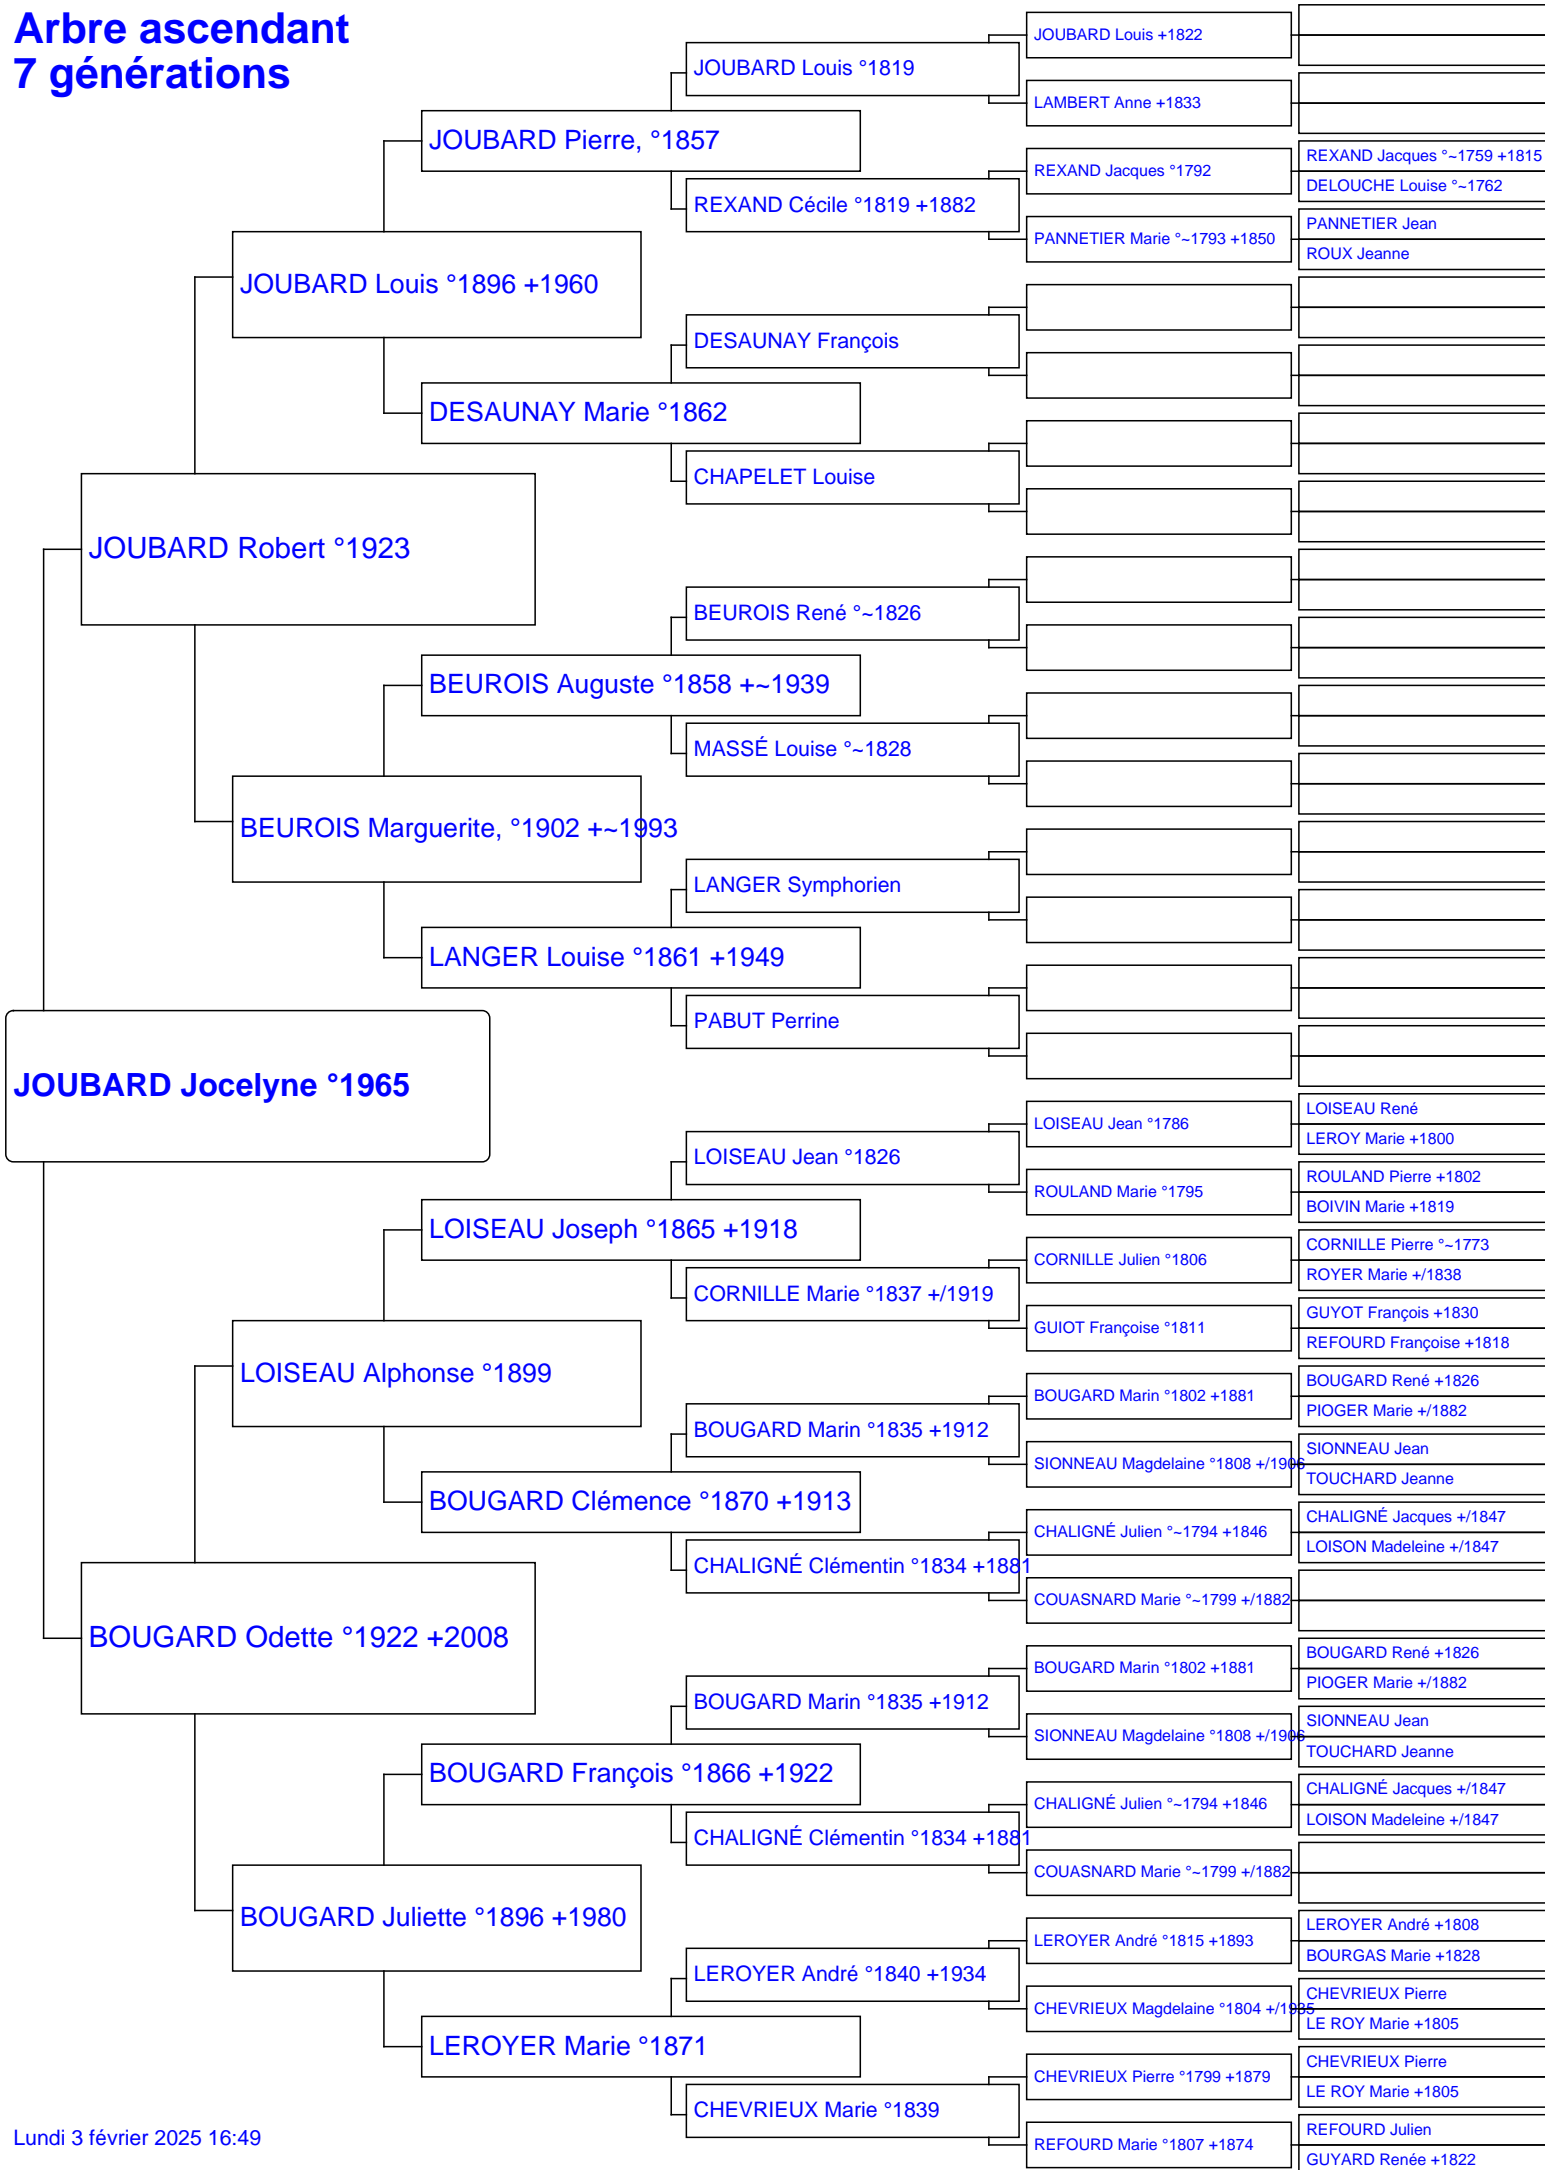 Arbre ascendant
7 générations
JOUBARD Jocelyne °1965
JOUBARD Robert °1923
BOUGARD Odette °1922 +2008
JOUBARD Louis °1896 +1960
BEUROIS Marguerite, °1902 +~1993
LOISEAU Alphonse °1899
BOUGARD Juliette °1896 +1980
JOUBARD Pierre, °1857
DESAUNAY Marie °1862
BEUROIS Auguste °1858 +~1939
LANGER Louise °1861 +1949
LOISEAU Joseph °1865 +1918
BOUGARD Clémence °1870 +1913
BOUGARD François °1866 +1922
LEROYER Marie °1871
JOUBARD Louis °1819
REXAND Cécile °1819 +1882
DESAUNAY François
CHAPELET Louise
BEUROIS René °~1826
MASSÉ Louise °~1828
LANGER Symphorien
PABUT Perrine
LOISEAU Jean °1826
CORNILLE Marie °1837 +/1919
BOUGARD Marin °1835 +1912
CHALIGNÉ Clémentin °1834 +1881
BOUGARD Marin °1835 +1912
CHALIGNÉ Clémentin °1834 +1881
LEROYER André °1840 +1934
CHEVRIEUX Marie °1839
JOUBARD Louis +1822
LAMBERT Anne +1833
REXAND Jacques °1792
PANNETIER Marie °~1793 +1850
LOISEAU Jean °1786
ROULAND Marie °1795
CORNILLE Julien °1806
GUIOT Françoise °1811
BOUGARD Marin °1802 +1881
SIONNEAU Magdelaine °1808 +/1906
CHALIGNÉ Julien °~1794 +1846
COUASNARD Marie °~1799 +/1882
BOUGARD Marin °1802 +1881
SIONNEAU Magdelaine °1808 +/1906
CHALIGNÉ Julien °~1794 +1846
COUASNARD Marie °~1799 +/1882
LEROYER André °1815 +1893
CHEVRIEUX Magdelaine °1804 +/1935
CHEVRIEUX Pierre °1799 +1879
REFOURD Marie °1807 +1874
REXAND Jacques °~1759 +1815
DELOUCHE Louise °~1762
PANNETIER Jean
ROUX Jeanne
LOISEAU René
LEROY Marie +1800
ROULAND Pierre +1802
BOIVIN Marie +1819
CORNILLE Pierre °~1773
ROYER Marie +/1838
GUYOT François +1830
REFOURD Françoise +1818
BOUGARD René +1826
PIOGER Marie +/1882
SIONNEAU Jean
TOUCHARD Jeanne
CHALIGNÉ Jacques +/1847
LOISON Madeleine +/1847
BOUGARD René +1826
PIOGER Marie +/1882
SIONNEAU Jean
TOUCHARD Jeanne
CHALIGNÉ Jacques +/1847
LOISON Madeleine +/1847
LEROYER André +1808
BOURGAS Marie +1828
CHEVRIEUX Pierre
LE ROY Marie +1805
CHEVRIEUX Pierre
LE ROY Marie +1805
REFOURD Julien
GUYARD Renée +1822
Lundi 3 février 2025 16:49